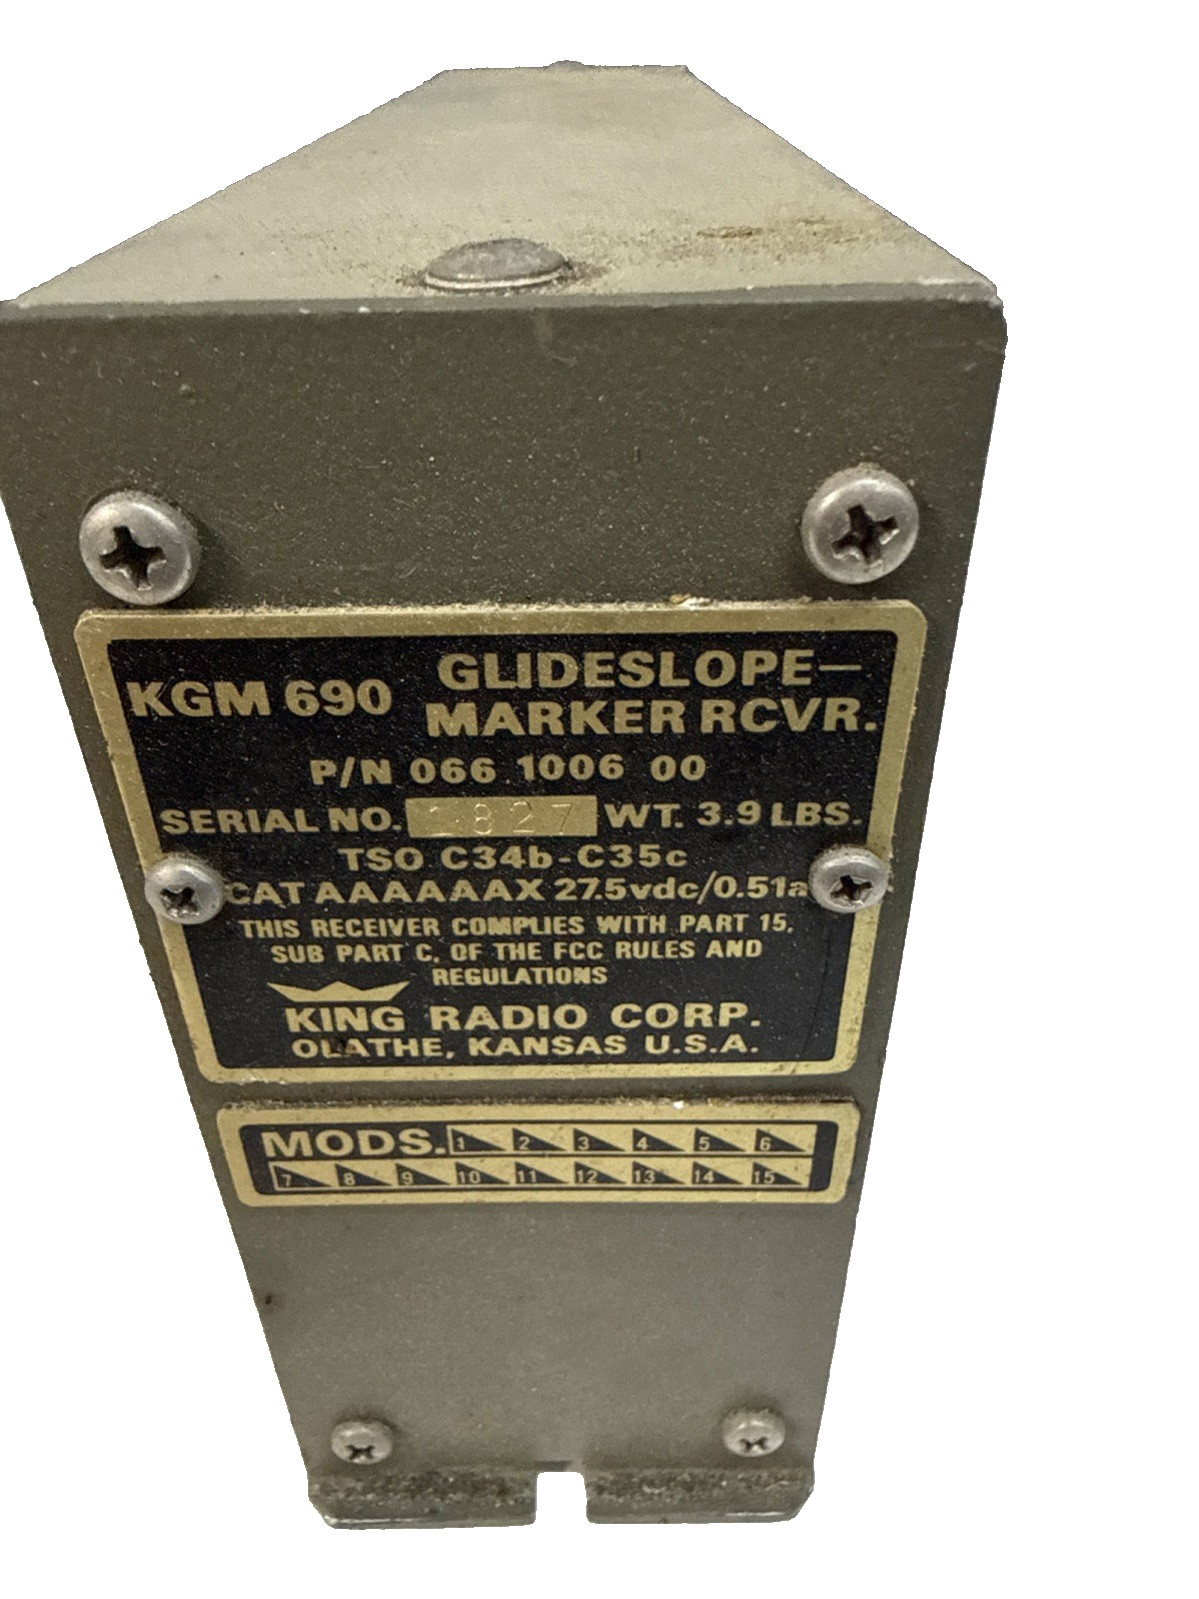 KGM 690 GLIDESLOPE—
MARKER RCVR.
P/N 066 1006 00
SERIAL NO. 1827 WT. 3.9 LBS.
TSO C34b-C35c
CAT AAAAAAX 27.5vdc/0.51a
THIS RECEIVER COMPLIES WITH PART 15,
SUB PART C, OF THE FCC RULES AND
REGULATIONS
KING RADIO CORP.
OLATHE, KANSAS U.S.A.
MODS. 1 2 3 4 5 6
7 8 9 10 11 12 13 14 15